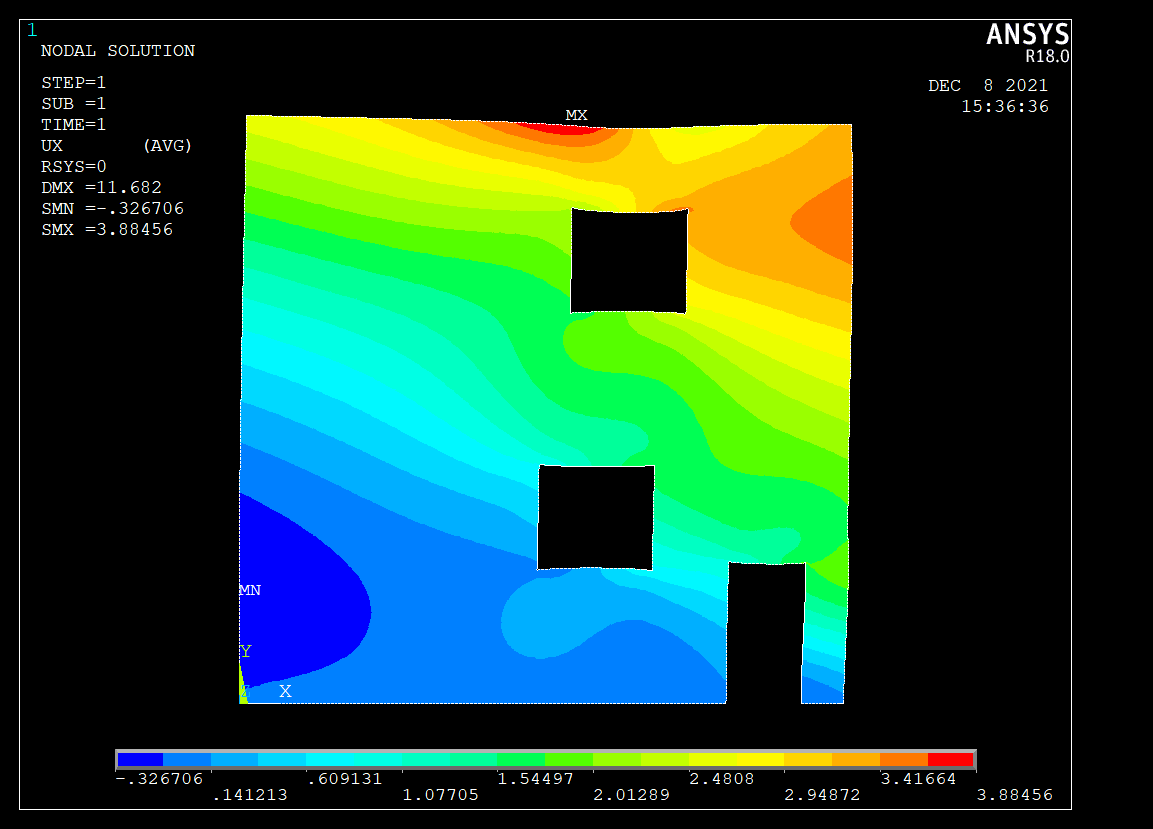 1
ANSYS
R18.0
NODAL SOLUTION
STEP=1
SUB =1
TIME=1
UX (AVG)
RSYS=0
DMX =11.682
SMN =-.326706
SMX =3.88456
DEC 8 2021
15:36:36
MX
MN
Y
Z X
-.326706 .609131 1.54497 2.4808 3.41664
.141213 1.07705 2.01289 2.94872 3.88456